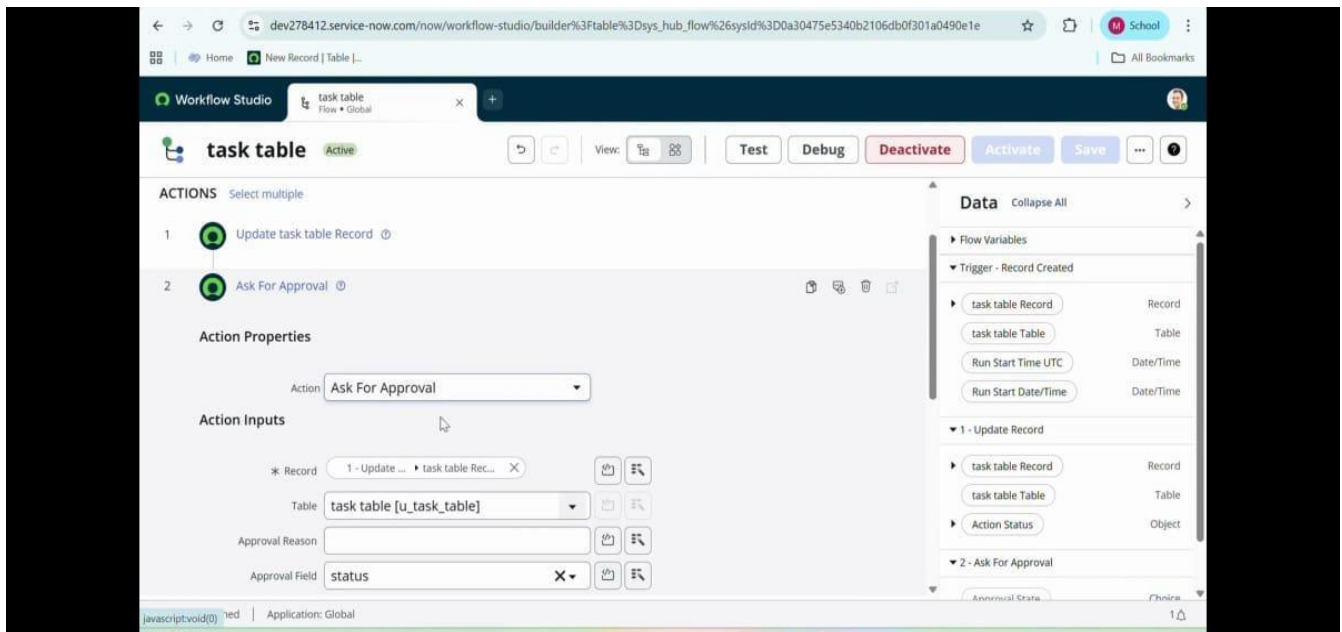 dev278412.service-now.com/now/workflow-studio/builder%3Ftable%3Dsys_hub_flow%26sysId%3D0a30475e5340b2106db0f301a0490e1e
M School
Home New Record | Table |... All Bookmarks
Workflow Studio task table
Flow • Global
task table Active View: Test Debug Deactivate Activate Save ...
ACTIONS Select multiple
1 Update task table Record
2 Ask For Approval
Action Properties
Action Ask For Approval
Action Inputs
* Record 1 - Update ... ▸ task table Rec... X
Table task table [u_task_table]
Approval Reason
Approval Field status
Data Collapse All
Flow Variables
Trigger - Record Created
task table Record Record
task table Table Table
Run Start Time UTC Date/Time
Run Start Date/Time Date/Time
1 - Update Record
task table Record Record
task table Table Table
Action Status Object
2 - Ask For Approval
Approval State Choice
javascript:void(0) Application: Global 1